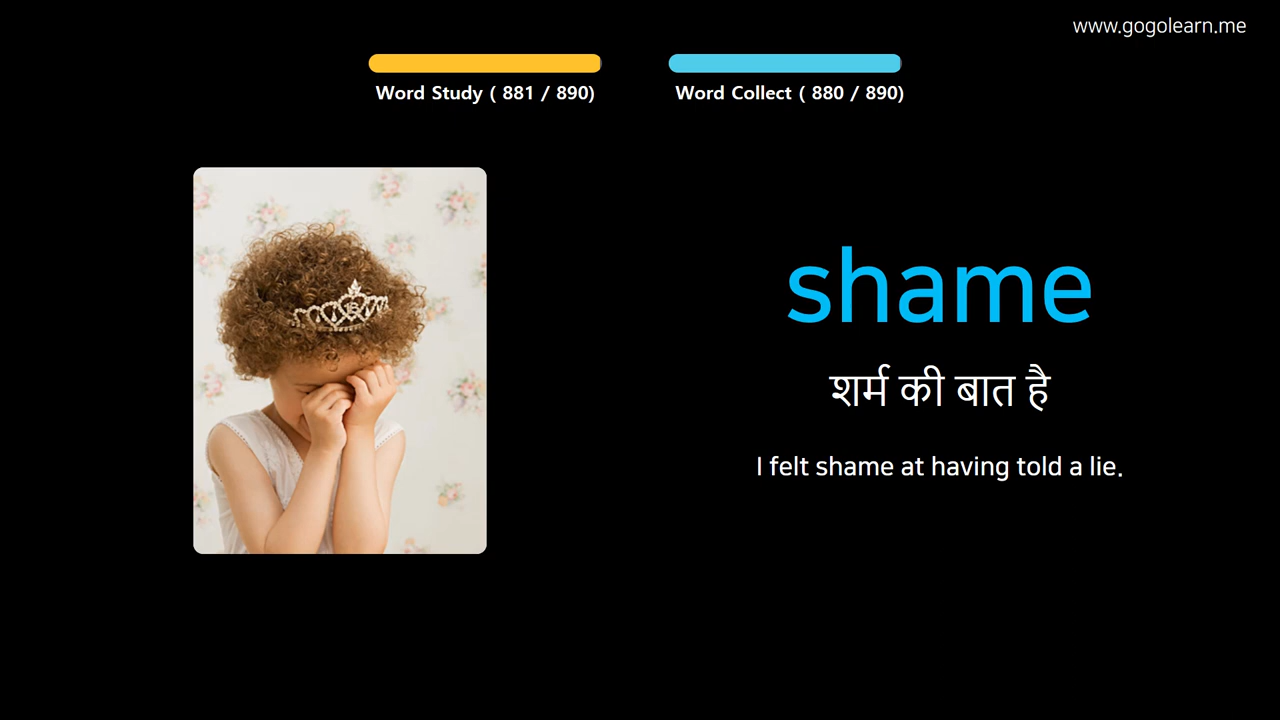 www.gogolearn.me
Word Study ( 881 / 890)
Word Collect ( 880 / 890)
shame
शर्म की बात है
I felt shame at having told a lie.